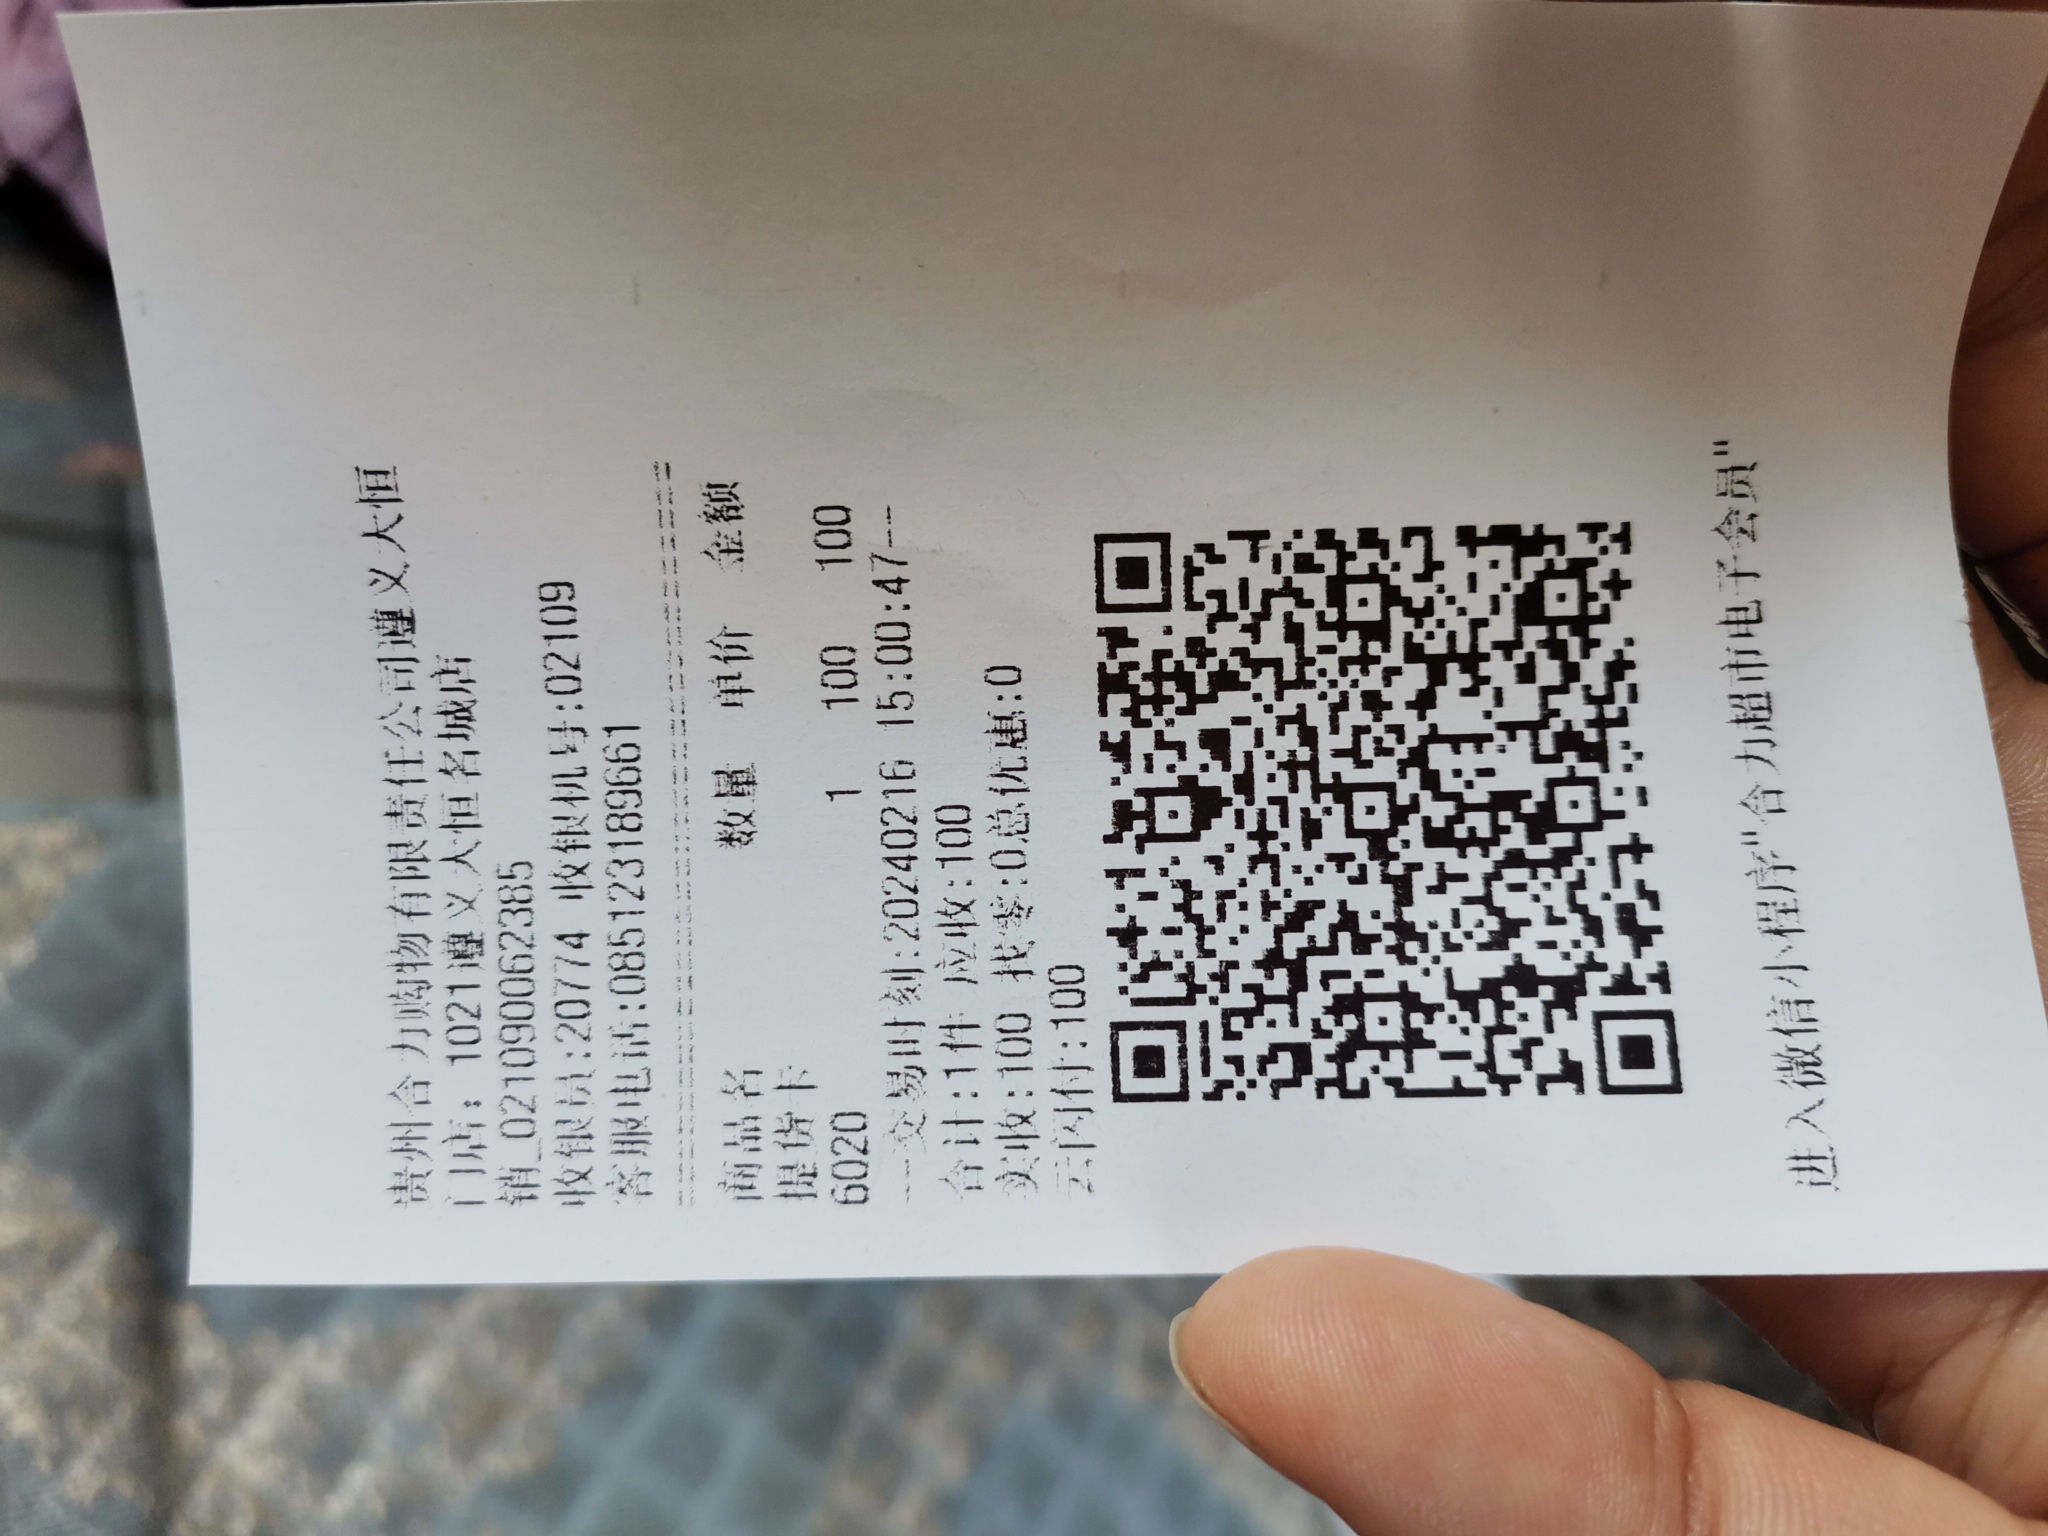 贵州合力购物有限责任公司遵义大恒
门店：1021遵义大恒名城店
销_021090062385
收银员:20774 收银机号:02109
客服电话:085123189661
商品名 数量 单价 金额
提货卡
6020 1 100 100
---交易时刻:20240216 15:00:47---
合计:1件 应收:100
实收:100 找零:0总优惠:0
云闪付:100
进入微信小程序"合力超市电子会员"